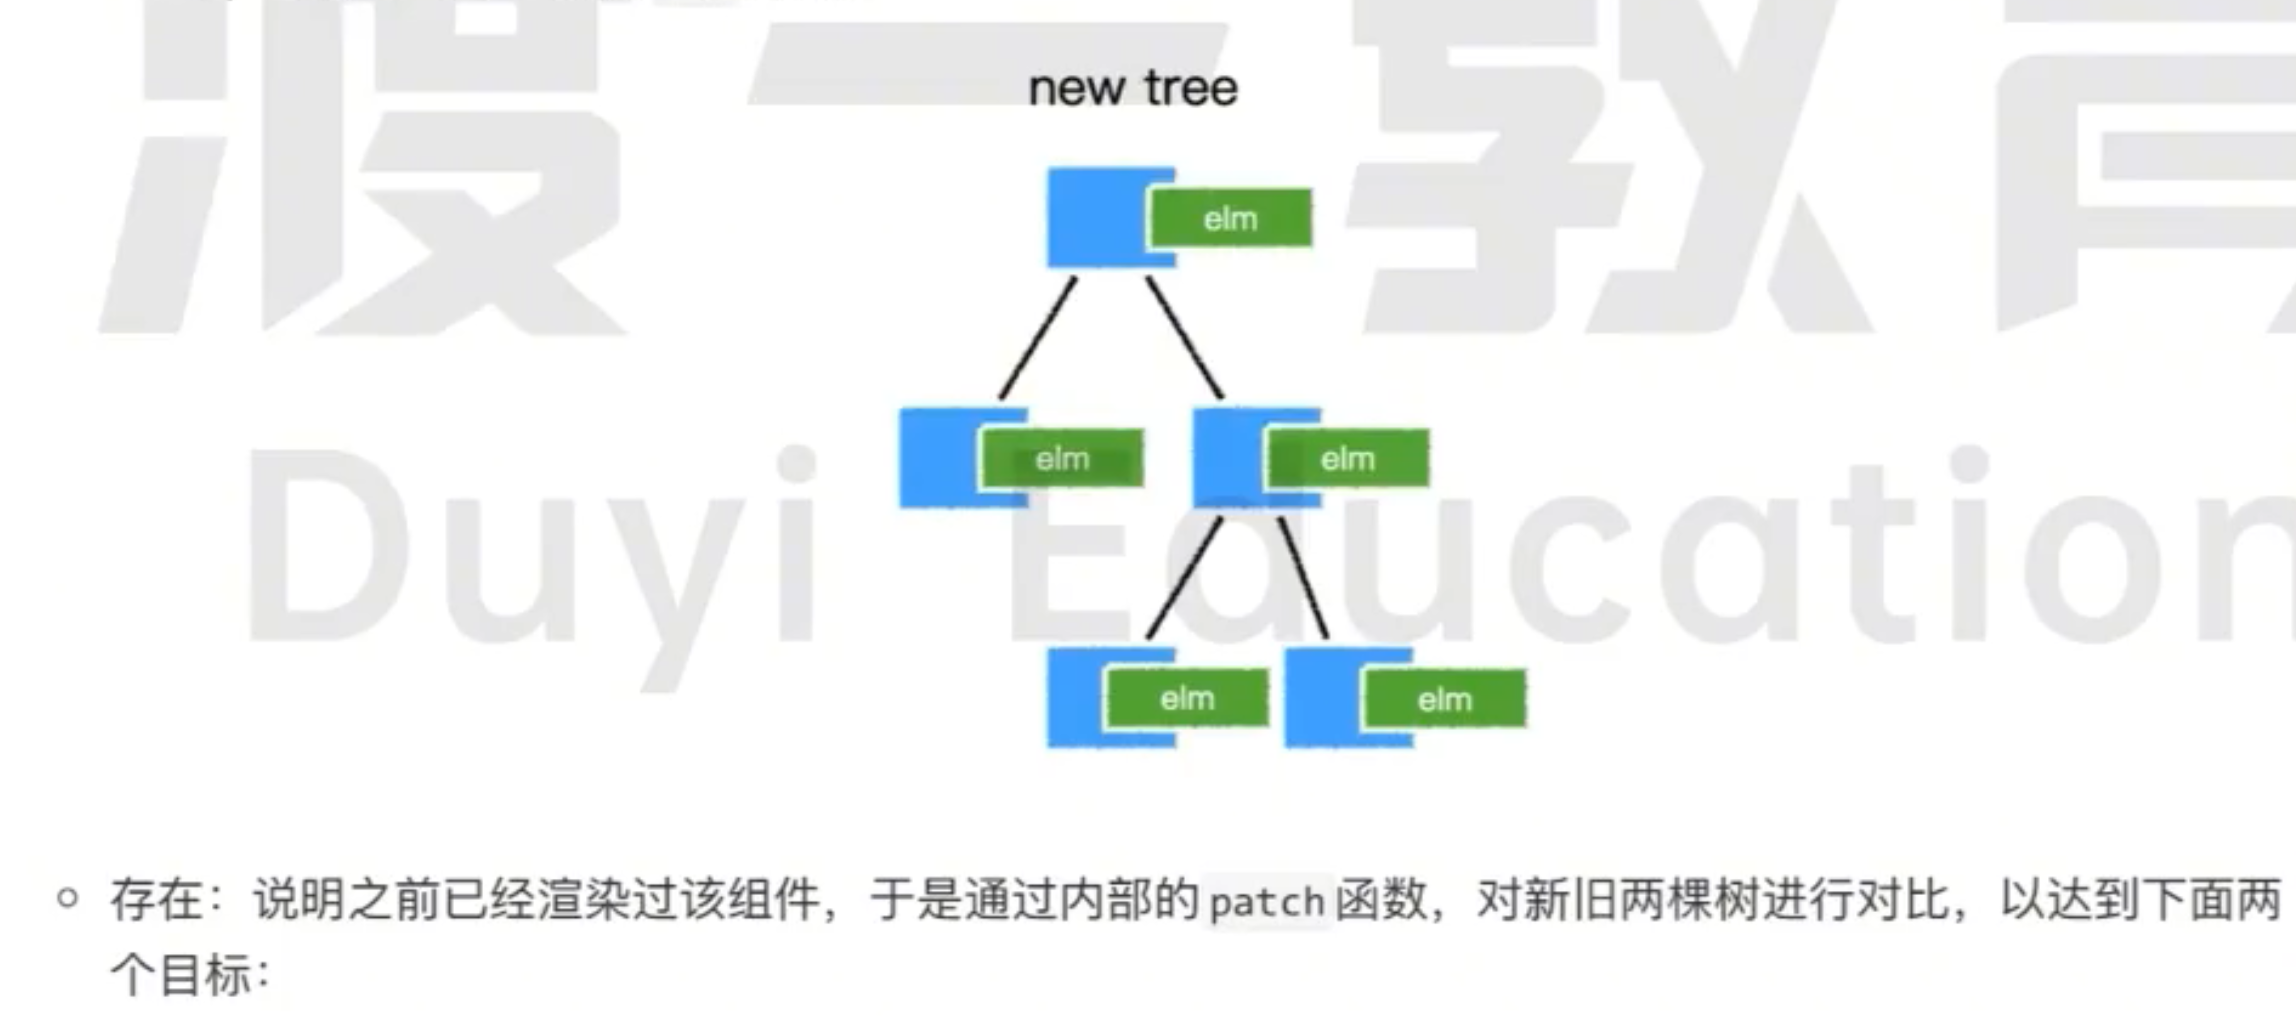 渡一教育
new tree
elm
elm elm
Duyi Education
elm elm
存在：说明之前已经渲染过该组件，于是通过内部的patch函数，对新旧两棵树进行对比，以达到下面两
个目标：